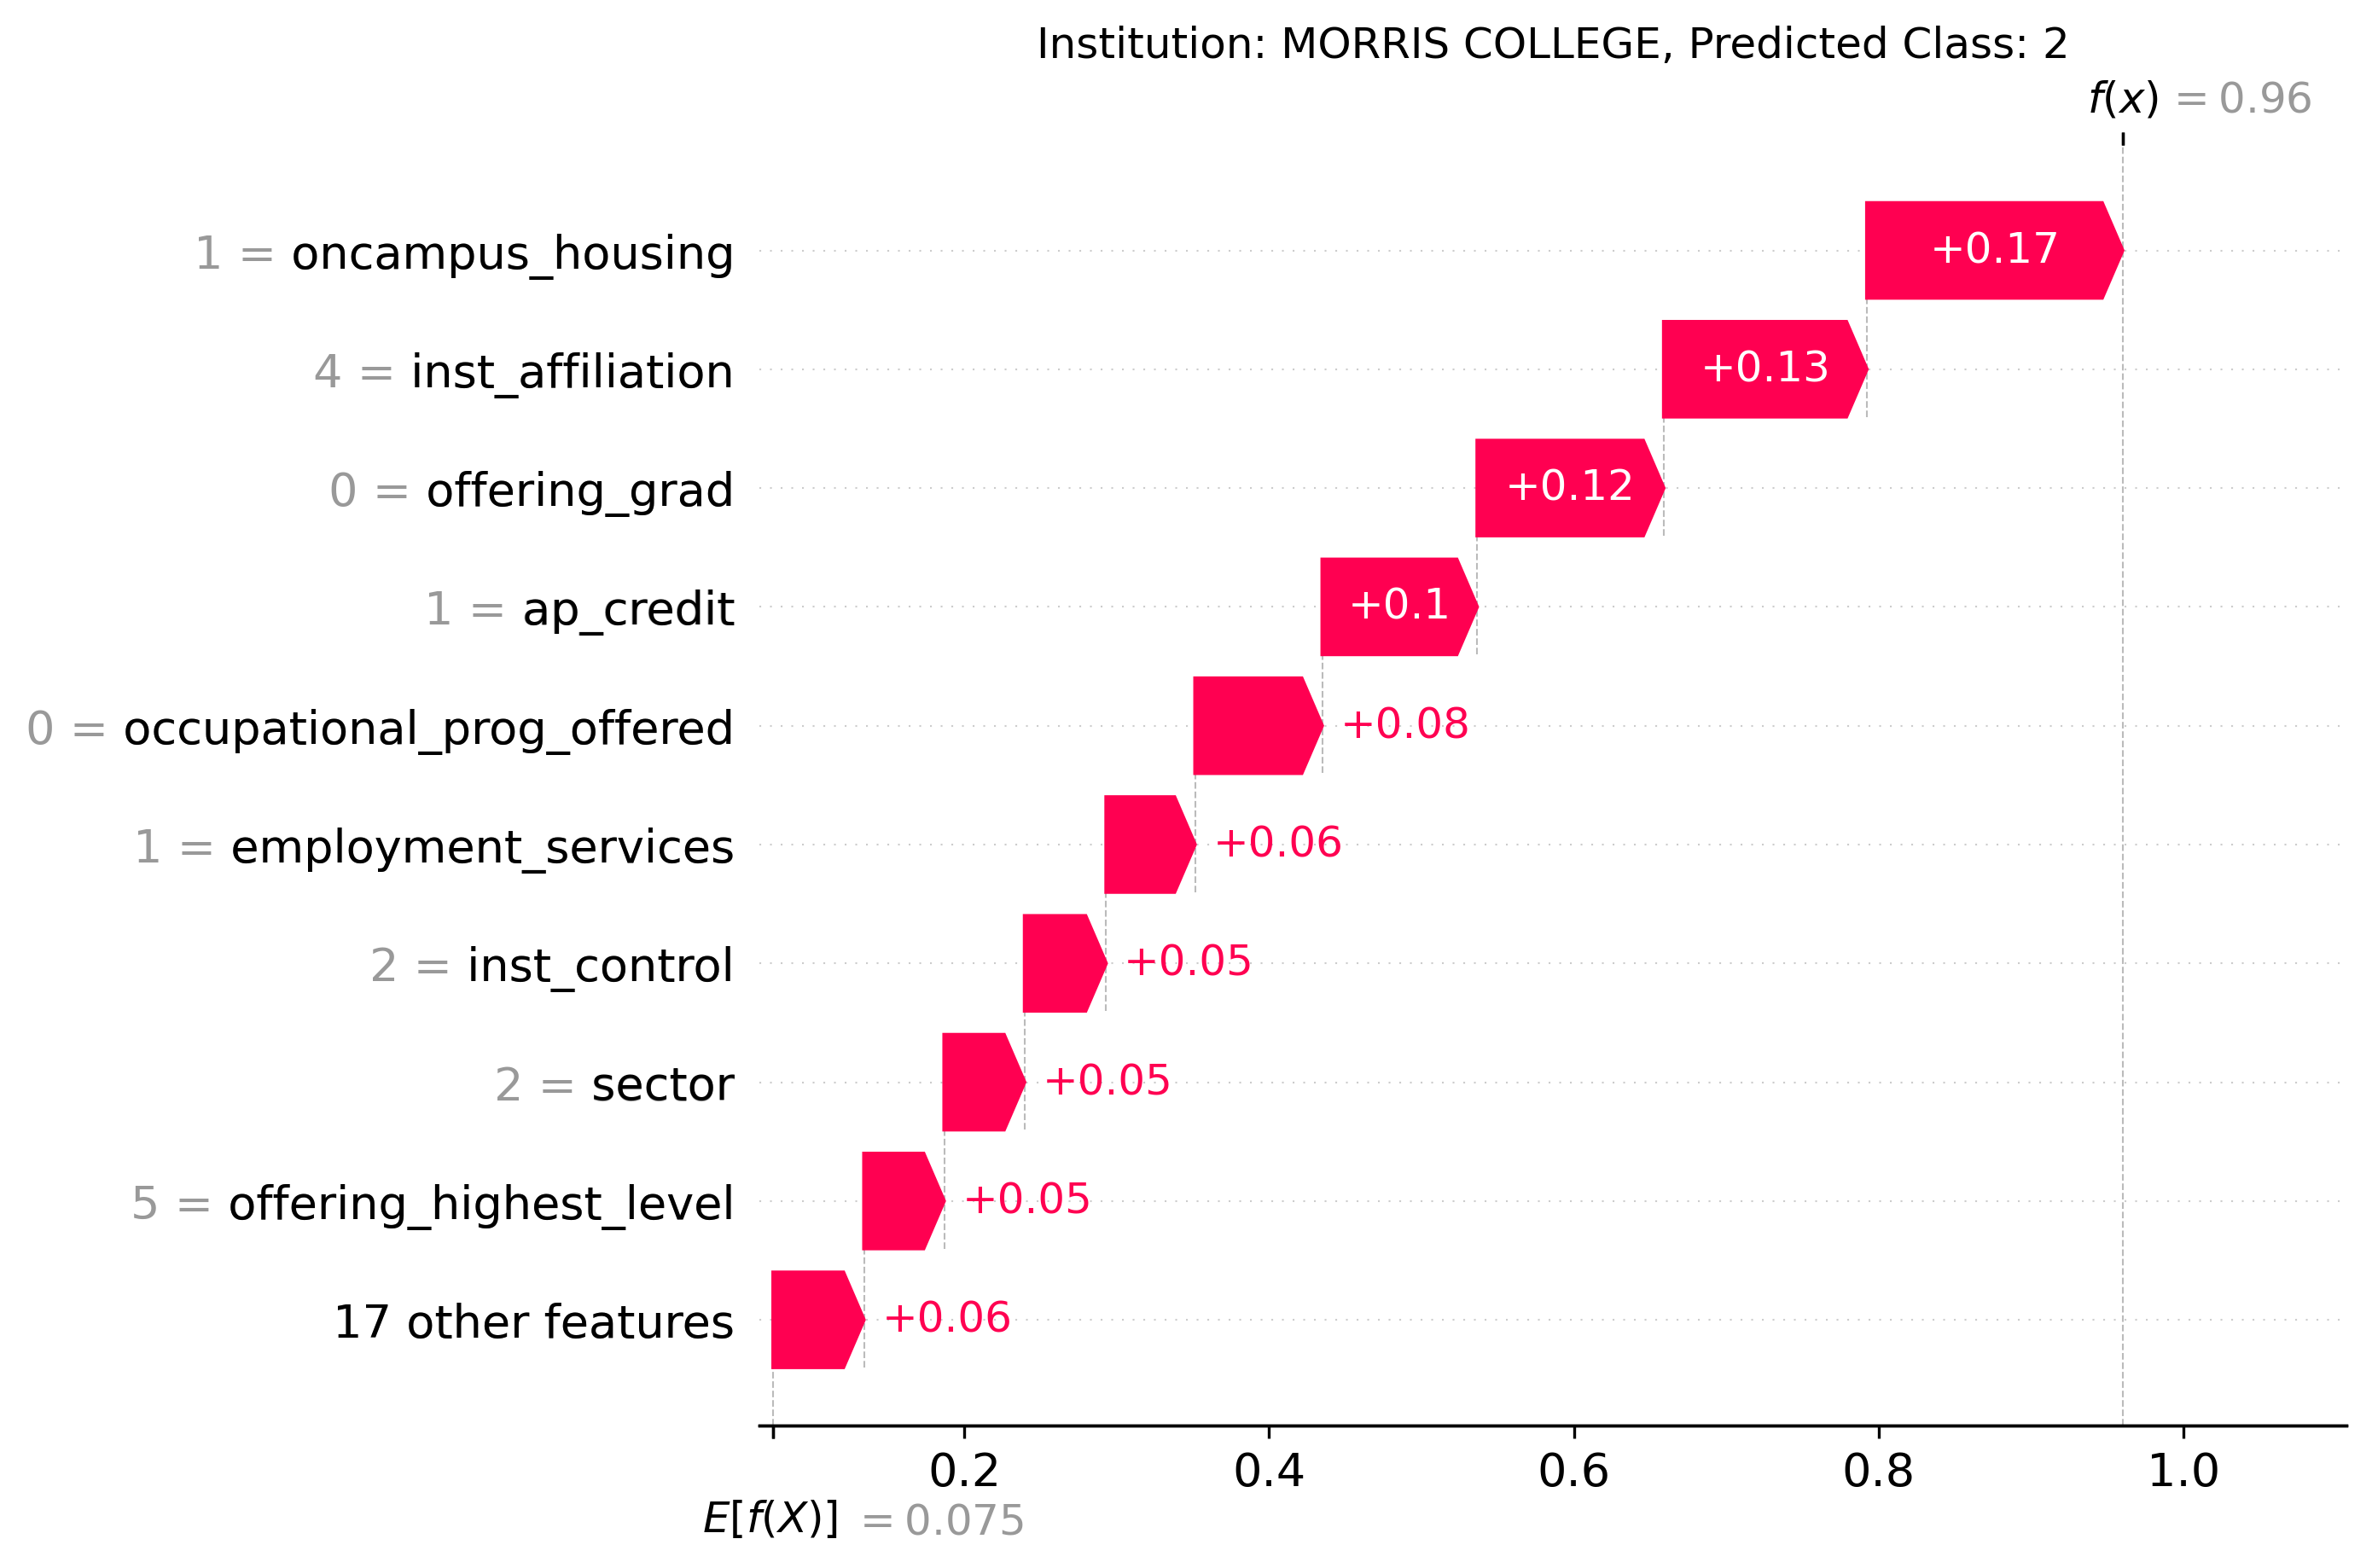 Institution: MORRIS COLLEGE, Predicted Class: 2
f(x) = 0.96
1 = oncampus_housing +0.17
4 = inst_affiliation +0.13
0 = offering_grad +0.12
1 = ap_credit +0.1
0 = occupational_prog_offered +0.08
1 = employment_services +0.06
2 = inst_control +0.05
2 = sector +0.05
5 = offering_highest_level +0.05
17 other features +0.06
0.2 0.4 0.6 0.8 1.0
E[f(X)] = 0.075